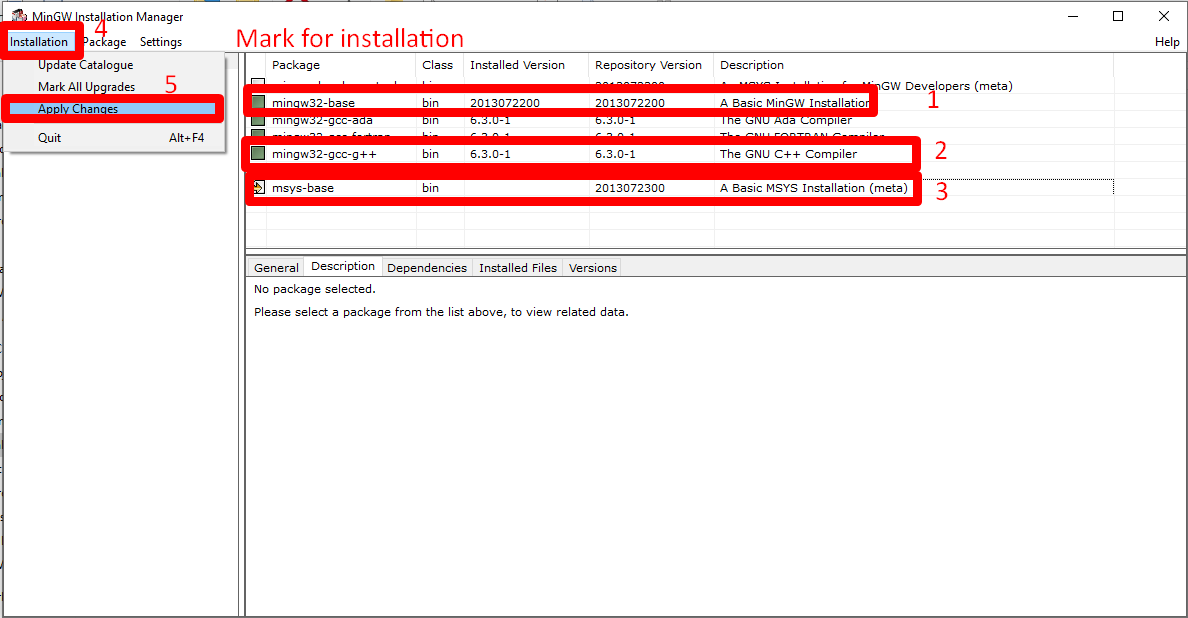 MinGW Installation Manager
4
Installation Package Settings Help
Mark for installation
Update Catalogue
Mark All Upgrades
5
Apply Changes
Quit Alt+F4
Package Class Installed Version Repository Version Description
MinGW Developers (meta)
mingw32-base bin 2013072200 2013072200 A Basic MinGW Installation
1
mingw32-gcc-ada bin 6.3.0-1 6.3.0-1 The GNU Ada Compiler
mingw32-gcc-fortran bin 6.3.0-1 6.3.0-1 The GNU FORTRAN Compiler
mingw32-gcc-g++ bin 6.3.0-1 6.3.0-1 The GNU C++ Compiler
2
msys-base bin 2013072300 A Basic MSYS Installation (meta)
3
General Description Dependencies Installed Files Versions
No package selected.
Please select a package from the list above, to view related data.